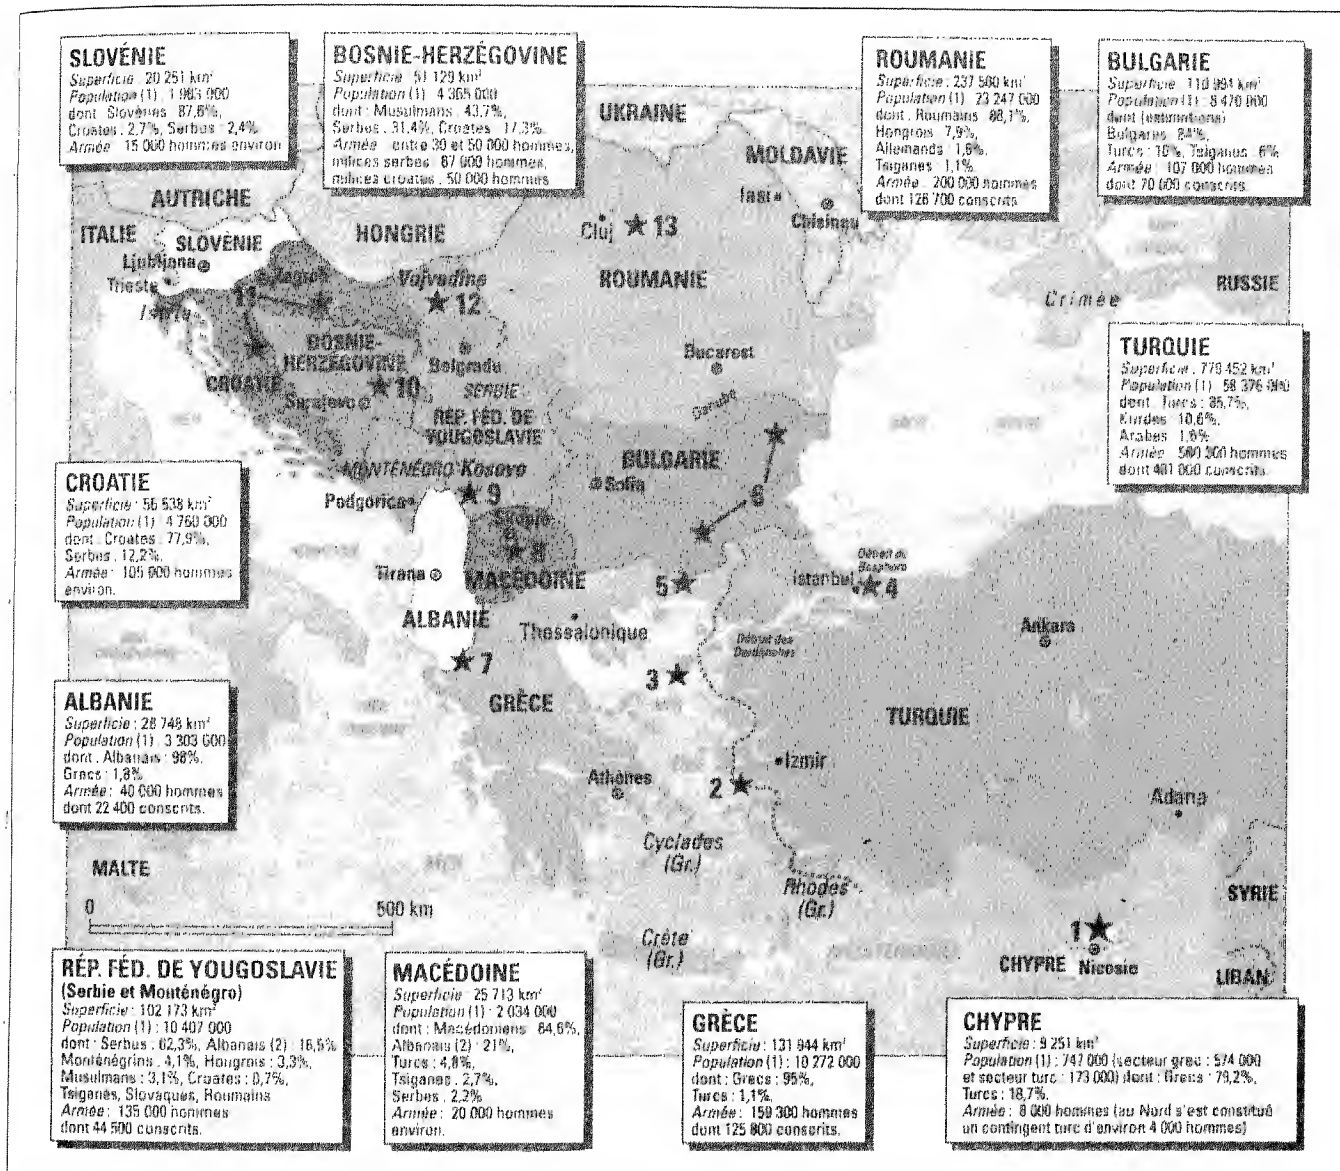 SLOVÉNIE
Superficie : 20 251 km²
Population (1) : 1 983 000
dont Slovènes 87,6%,
Croates : 2,7%, Serbes : 2,4%
Armée : 15 000 hommes environ
BOSNIE-HERZÉGOVINE
Superficie : 51 129 km²
Population (1) 4 365 000
dont : Musulmans . 43,7%,
Serbes . 31,4%, Croates 17,3%
Armée entre 30 et 50 000 hommes,
milices serbes 67 000 hommes,
milices croates . 50 000 hommes
ROUMANIE
Superficie : 237 500 km²
Population (1) 23 247 000
dont . Roumains 88,1%,
Hongrois 7,9%,
Allemands 1,6%,
Tsiganes : 1,1%
Armée . 200 000 hommes
dont 126 700 conscrits
BULGARIE
Superficie : 110 994 km²
Population (1) : 8 470 000
dont (estimations)
Bulgares 84%
Turcs : 10%, Tsiganes 6%
Armée : 107 000 hommes
dont 70 000 conscrits.
UKRAINE
MOLDAVIE
Iasi
Chisinau
AUTRICHE
ITALIE
SLOVÉNIE
HONGRIE
Cluj
13
Ljubljana
Trieste
Istrie
Zagreb
11
Vojvodine
12
ROUMANIE
RUSSIE
Crimée
BOSNIE-
HERZÉGOVINE
Belgrade
Bucarest
CROATIE
10
Sarajevo
SERBIE
Danube
RÉP. FÉD. DE
YOUGOSLAVIE
TURQUIE
Superficie . 779 452 km²
Population (1) 58 376 000
dont . Turcs : 85,7%,
Kurdes 10,6%,
Arabes 1,6%
Armée 560 300 hommes
dont 401 000 conscrits.
MONTÉNÉGRO
Kosovo
BULGARIE
Sofia
6
Podgorica
9
CROATIE
Superficie : 56 538 km²
Population (1) : 4 760 000
dont . Croates : 77,9%,
Serbes . 12,2%,
Armée : 105 000 hommes
environ.
Skopje
8
Tirana
MACÉDOINE
5
Istanbul
Détroit du
Bosphore
4
ALBANIE
Thessalonique
Détroit des
Dardanelles
Ankara
7
3
GRÈCE
TURQUIE
ALBANIE
Superficie : 28 748 km²
Population (1) . 3 303 000
dont . Albanais : 98%,
Grecs : 1,8%
Armée : 40 000 hommes
dont 22 400 conscrits.
Athènes
2
Izmir
Adana
Cyclades
(Gr.)
MALTE
Rhodes
(Gr.)
SYRIE
0 500 km
Crète
(Gr.)
1
CHYPRE Nicosie
LIBAN
RÉP. FÉD. DE YOUGOSLAVIE
(Serbie et Monténégro)
Superficie : 102 173 km²
Population (1) : 10 407 000
dont : Serbes . 62,3%, Albanais (2) : 16,5%
Monténégrins . 4,1%, Hongrois : 3,3%,
Musulmans : 3,1%, Croates : 0,7%,
Tsiganes, Slovaques, Roumains
Armée : 135 000 hommes
dont 44 500 conscrits.
MACÉDOINE
Superficie : 25 713 km²
Population (1) : 2 034 000
dont : Macédoniens 64,6%,
Albanais (2) : 21%,
Turcs : 4,8%,
Tsiganes . 2,7%,
Serbes . 2,2%
Armée : 20 000 hommes
environ.
GRÈCE
Superficie : 131 944 km²
Population (1) : 10 272 000
dont : Grecs : 95%,
Turcs : 1,1%,
Armée : 159 300 hommes
dont 125 800 conscrits.
CHYPRE
Superficie : 9 251 km²
Population (1) : 747 000 (secteur grec : 574 000
et secteur turc : 173 000) dont : Grecs : 79,2%,
Turcs : 18,7%.
Armée : 8 000 hommes (au Nord s'est constitué
un contingent turc d'environ 4 000 hommes)